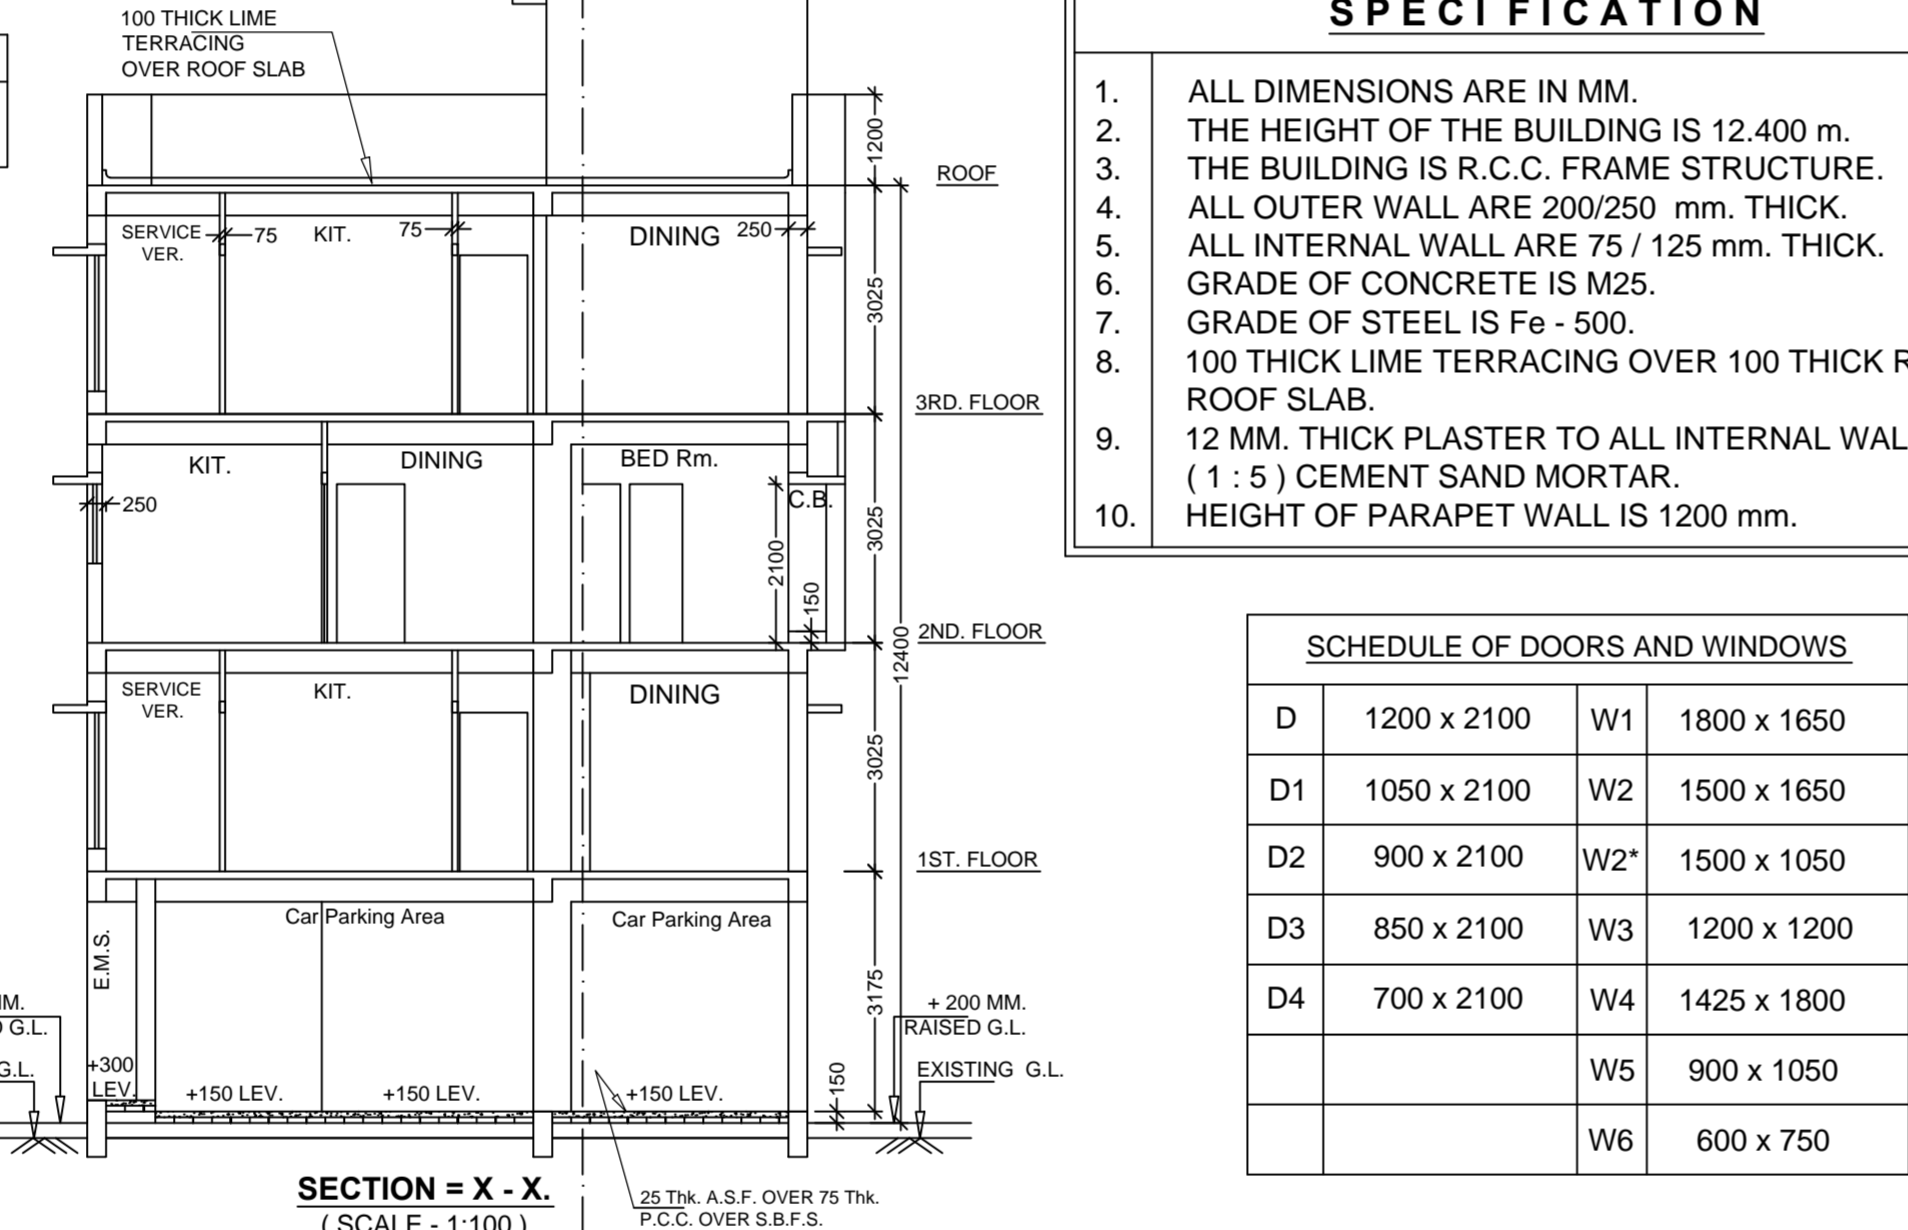 100 THICK LIME
TERRACING
OVER ROOF SLAB
1200
ROOF
SERVICE
VER.
75
KIT.
75
DINING
250
3025
3RD. FLOOR
KIT.
DINING
BED Rm.
C.B.
250
2100
150
3025
12400
2ND. FLOOR
SERVICE
VER.
KIT.
DINING
3025
1ST. FLOOR
Car Parking Area
Car Parking Area
E.M.S.
3175
+ 200 MM.
RAISED G.L.
EXISTING G.L.
G.L.
G.L.
+300
LEV.
+150 LEV.
+150 LEV.
+150 LEV.
150
SECTION = X - X.
( SCALE - 1:100 )
25 Thk. A.S.F. OVER 75 Thk.
P.C.C. OVER S.B.F.S.
SPECIFICATION
1. ALL DIMENSIONS ARE IN MM.
2. THE HEIGHT OF THE BUILDING IS 12.400 m.
3. THE BUILDING IS R.C.C. FRAME STRUCTURE.
4. ALL OUTER WALL ARE 200/250 mm. THICK.
5. ALL INTERNAL WALL ARE 75 / 125 mm. THICK.
6. GRADE OF CONCRETE IS M25.
7. GRADE OF STEEL IS Fe - 500.
8. 100 THICK LIME TERRACING OVER 100 THICK
ROOF SLAB.
9. 12 MM. THICK PLASTER TO ALL INTERNAL
( 1 : 5 ) CEMENT SAND MORTAR.
10. HEIGHT OF PARAPET WALL IS 1200 mm.
SCHEDULE OF DOORS AND WINDOWS
D 1200 x 2100 W1 1800 x 1650
D1 1050 x 2100 W2 1500 x 1650
D2 900 x 2100 W2* 1500 x 1050
D3 850 x 2100 W3 1200 x 1200
D4 700 x 2100 W4 1425 x 1800
W5 900 x 1050
W6 600 x 750